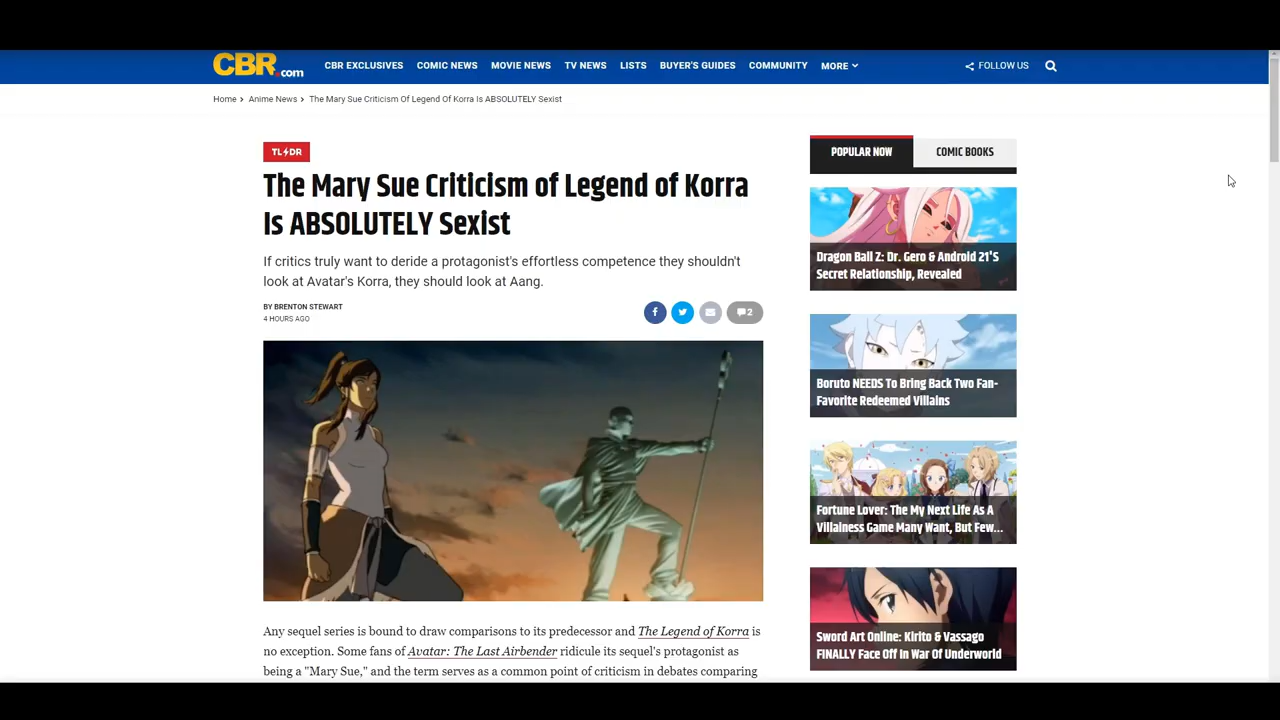 CBR.com
CBR EXCLUSIVES COMIC NEWS MOVIE NEWS TV NEWS LISTS BUYER'S GUIDES COMMUNITY MORE FOLLOW US
Home > Anime News > The Mary Sue Criticism Of Legend Of Korra Is ABSOLUTELY Sexist
TL DR
The Mary Sue Criticism of Legend of Korra
Is ABSOLUTELY Sexist
If critics truly want to deride a protagonist's effortless competence they shouldn't
look at Avatar's Korra, they should look at Aang.
BY BRENTON STEWART
4 HOURS AGO
2
Any sequel series is bound to draw comparisons to its predecessor and The Legend of Korra is
no exception. Some fans of Avatar: The Last Airbender ridicule its sequel's protagonist as
being a "Mary Sue," and the term serves as a common point of criticism in debates comparing
POPULAR NOW COMIC BOOKS
Dragon Ball Z: Dr. Gero & Android 21'S
Secret Relationship, Revealed
Boruto NEEDS To Bring Back Two Fan-
Favorite Redeemed Villains
Fortune Lover: The My Next Life As A
Villainess Game Many Want, But Few...
Sword Art Online: Kirito & Vassago
FINALLY Face Off In War Of Underworld